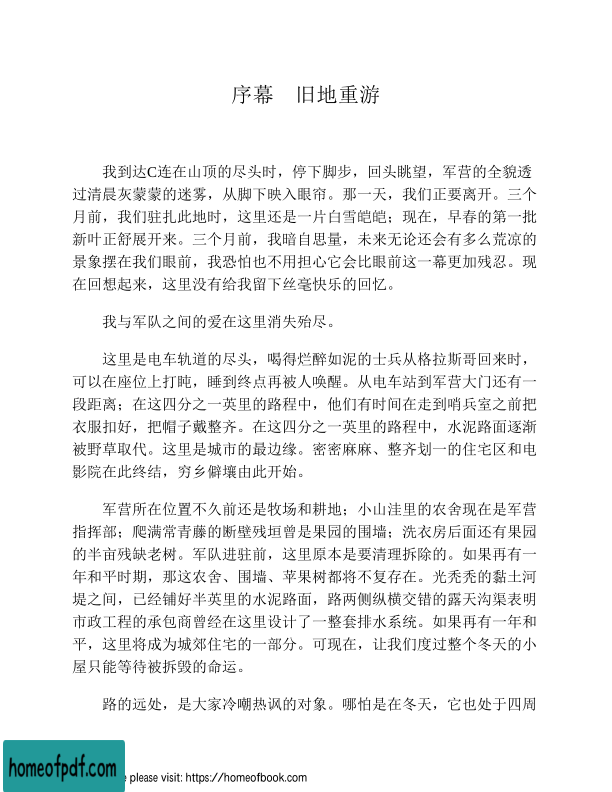 序幕　旧地重游
我到达C连在山顶的尽头时，停下脚步，回头眺望，军营的全貌透
过清晨灰蒙蒙的迷雾，从脚下映入眼帘。那一天，我们正要离开。三个
月前，我们驻扎此地时，这里还是一片白雪皑皑；现在，早春的第一批
新叶正舒展开来。三个月前，我暗自思量，未来无论还会有多么荒凉的
景象摆在我们眼前，我恐怕也不用担心它会比眼前这一幕更加残忍。现
在回想起来，这里没有给我留下丝毫快乐的回忆。
我与军队之间的爱在这里消失殆尽。
这里是电车轨道的尽头，喝得烂醉如泥的士兵从格拉斯哥回来时，
可以在座位上打盹，睡到终点再被人唤醒。从电车站到军营大门还有一
段距离；在这四分之一英里的路程中，他们有时间在走到哨兵室之前把
衣服扣好，把帽子戴整齐。在这四分之一英里的路程中，水泥路面逐渐
被野草取代。这里是城市的最边缘。密密麻麻、整齐划一的住宅区和电
影院在此终结，穷乡僻壤由此开始。
军营所在位置不久前还是牧场和耕地；小山洼里的农舍现在是军营
指挥部；爬满常青藤的断壁残垣曾是果园的围墙；洗衣房后面还有果园
的半亩残缺老树。军队进驻前，这里原本是要清理拆除的。如果再有一
年和平时期，那这农舍、围墙、苹果树都将不复存在。光秃秃的黏土河
堤之间，已经铺好半英里的水泥路面，路两侧纵横交错的露天沟渠表明
市政工程的承包商曾经在这里设计了一整套排水系统。如果再有一年和
平，这里将成为城郊住宅的一部分。可现在，让我们度过整个冬天的小
屋只能等待被拆毁的命运。
路的远处，是大家冷嘲热讽的对象。哪怕是在冬天，它也处于四周
homeofpdf.com
e please visit: https://homeofbook.com